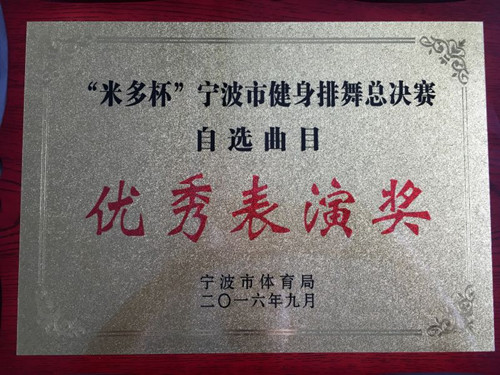 “米多杯”宁波市健身排舞总决赛
自选曲目
优秀表演奖
宁波市体育局
二〇一六年九月